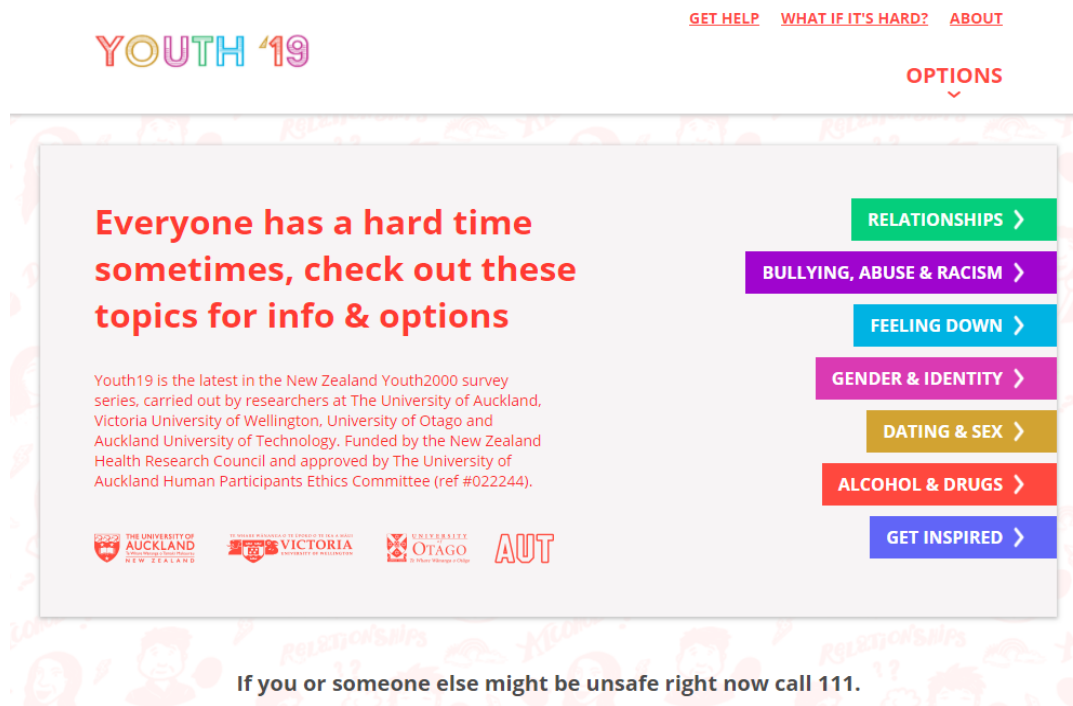 GET HELP WHAT IF IT'S HARD? ABOUT
YOUTH '19
OPTIONS
Everyone has a hard time
sometimes, check out these
topics for info & options
Youth19 is the latest in the New Zealand Youth2000 survey
series, carried out by researchers at The University of Auckland,
Victoria University of Wellington, University of Otago and
Auckland University of Technology. Funded by the New Zealand
Health Research Council and approved by The University of
Auckland Human Participants Ethics Committee (ref #022244).
THE UNIVERSITY OF
AUCKLAND
NEW ZEALAND
VICTORIA
UNIVERSITY OF WELLINGTON
UNIVERSITY
OTAGO
AUT
RELATIONSHIPS
BULLYING, ABUSE & RACISM
FEELING DOWN
GENDER & IDENTITY
DATING & SEX
ALCOHOL & DRUGS
GET INSPIRED
RELATIONSHIPS
RELATIONSHIPS
If you or someone else might be unsafe right now call 111.